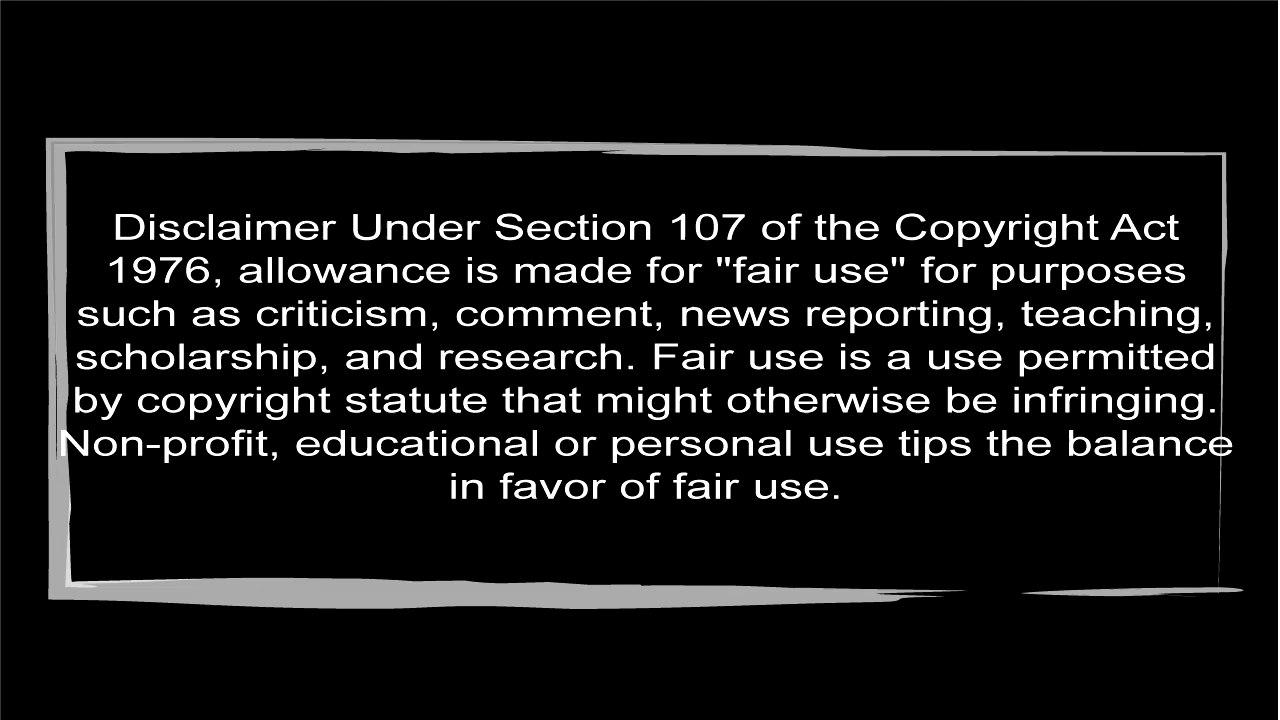 Disclaimer Under Section 107 of the Copyright Act
1976, allowance is made for "fair use" for purposes
such as criticism, comment, news reporting, teaching,
scholarship, and research. Fair use is a use permitted
by copyright statute that might otherwise be infringing.
Non-profit, educational or personal use tips the balance
in favor of fair use.